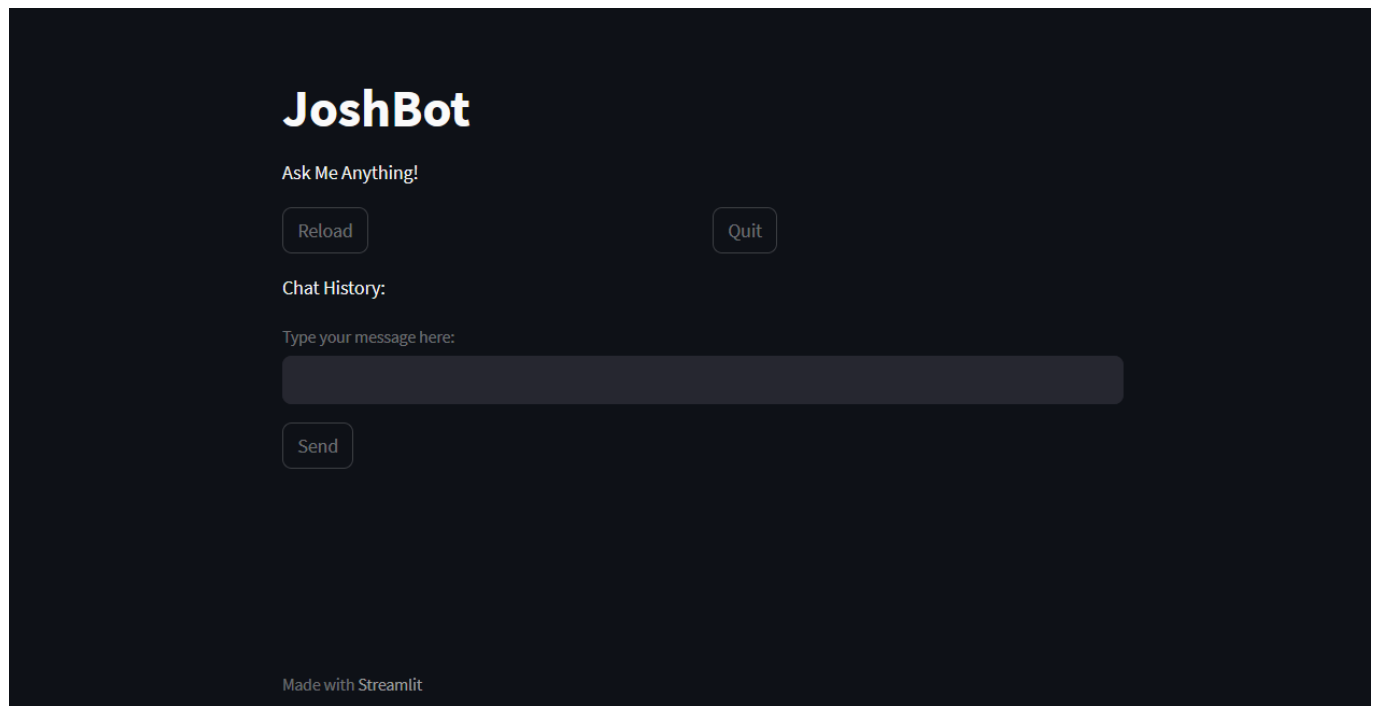 JoshBot
Ask Me Anything!
Reload Quit
Chat History:
Type your message here:
Send
Made with Streamlit